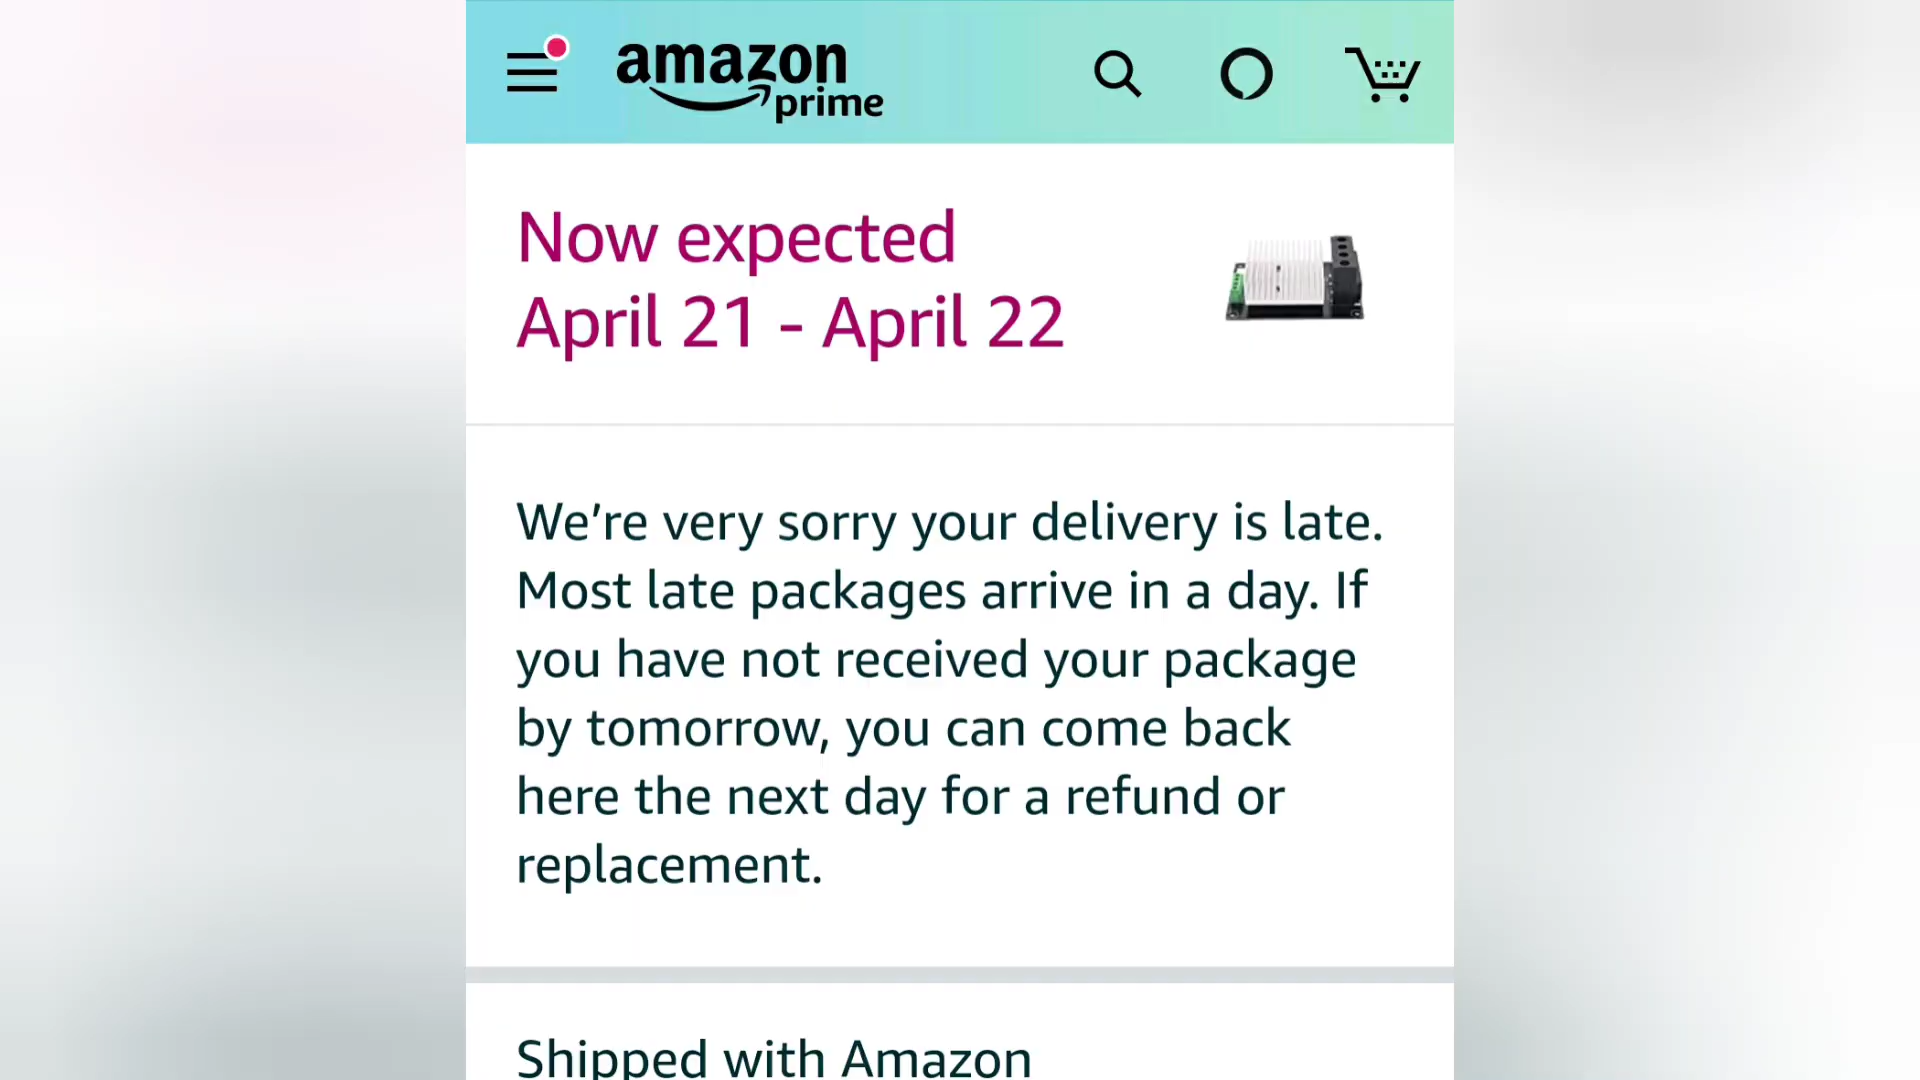 amazon
prime
Now expected
April 21 - April 22
We’re very sorry your delivery is late.
Most late packages arrive in a day. If
you have not received your package
by tomorrow, you can come back
here the next day for a refund or
replacement.
Shipped with Amazon